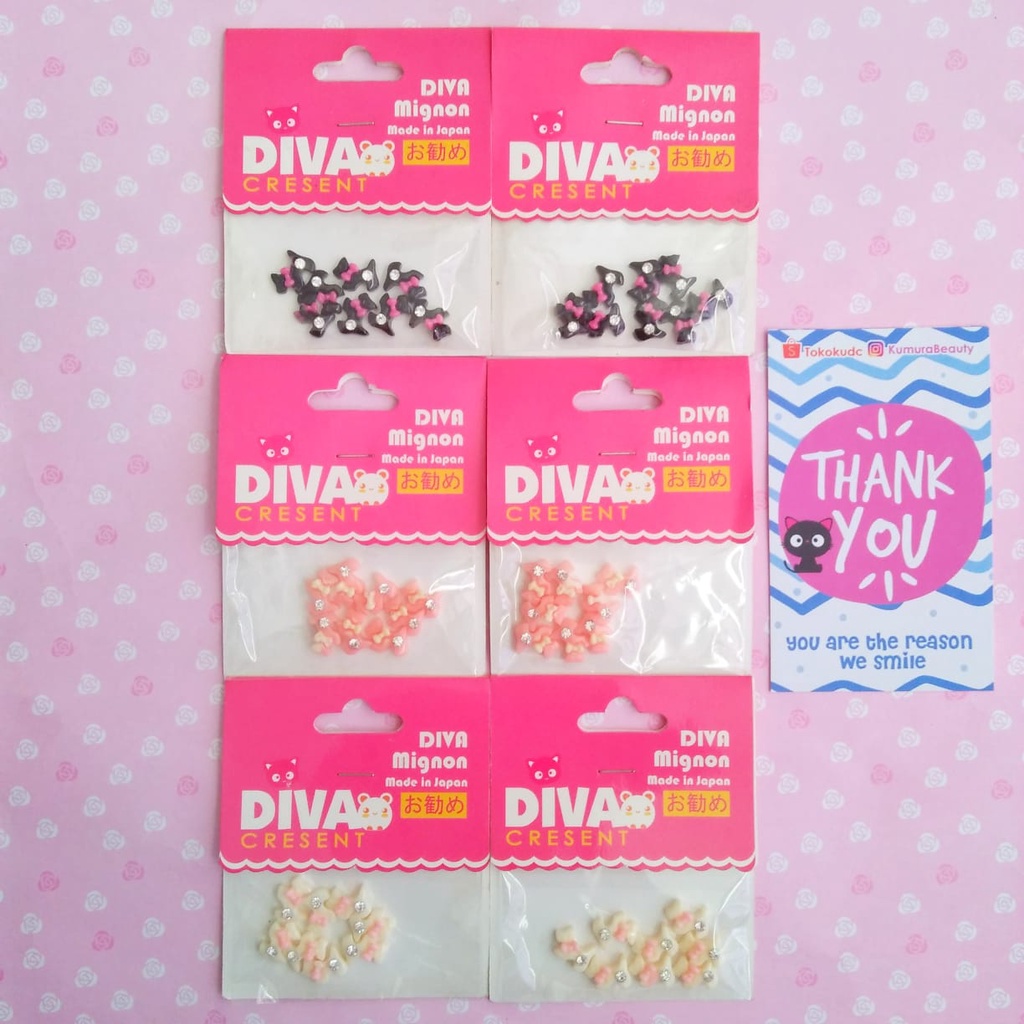 DIVA
Mignon
Made in Japan
DIVA
お勧め
CRESENT
DIVA
Mignon
Made in Japan
DIVA
お勧め
CRESENT
DIVA
Mignon
Made in Japan
DIVA
お勧め
CRESENT
DIVA
Mignon
Made in Japan
DIVA
お勧め
CRESENT
DIVA
Mignon
Made in Japan
DIVA
お勧め
CRESENT
DIVA
Mignon
Made in Japan
DIVA
お勧め
CRESENT
S Tokokudc KumuraBeauty
THANK
YOU
you are the reason
we smile